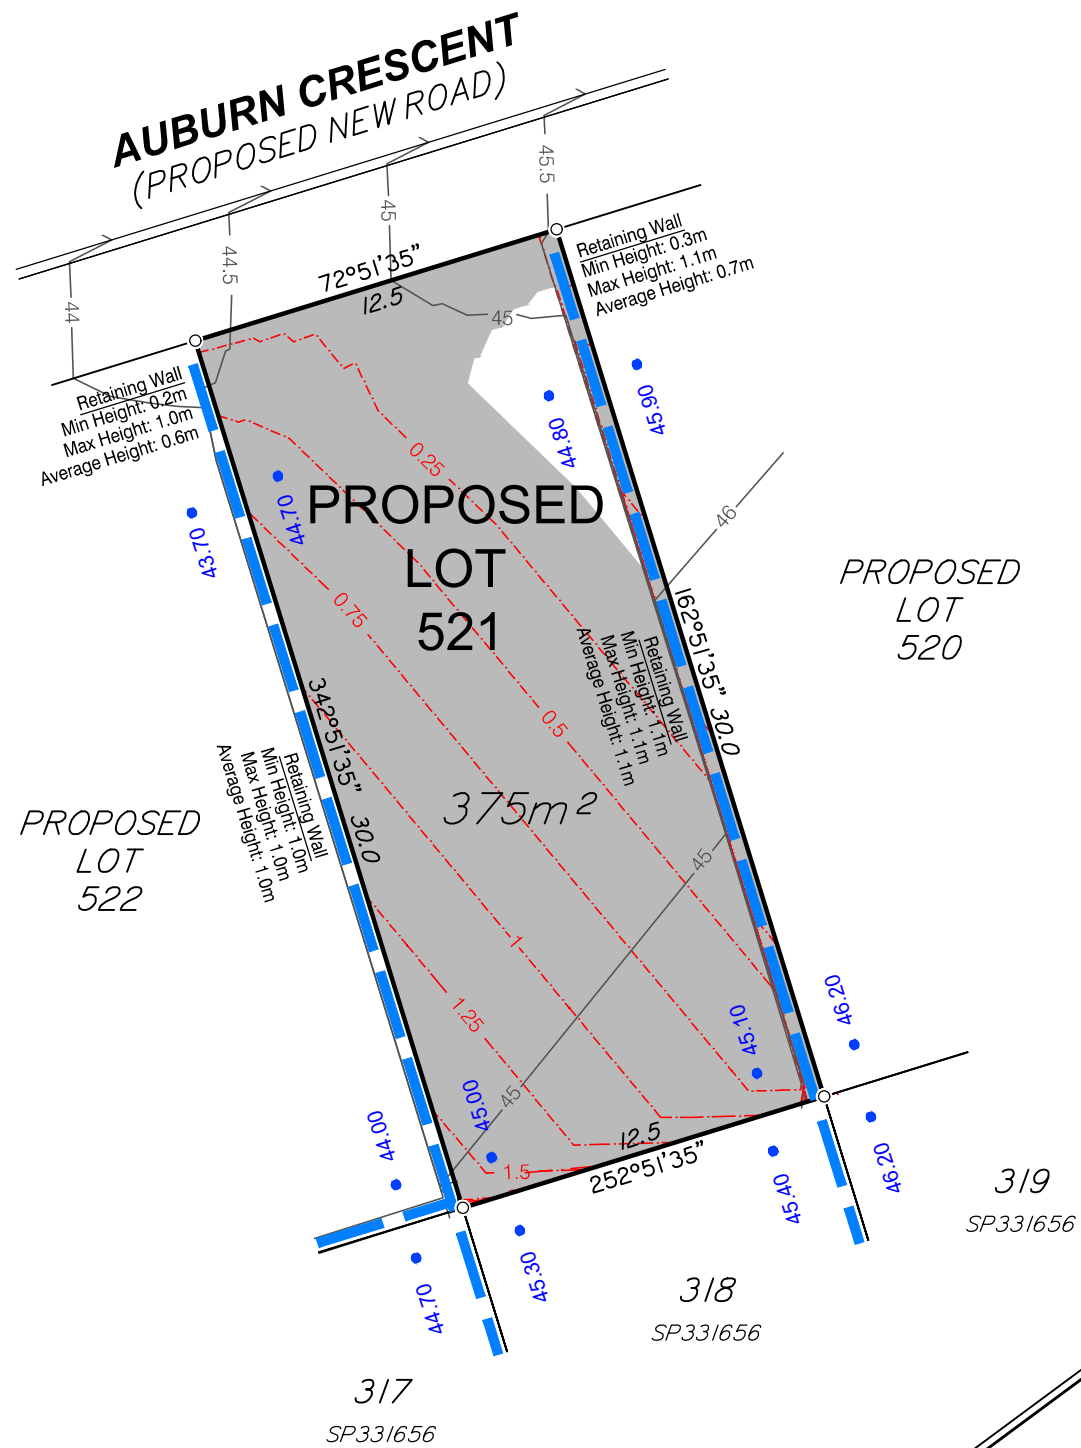 AUBURN CRESCENT
(PROPOSED NEW ROAD)
45.5
45
44.5
44
72°51'35"
12.5
Retaining Wall
Min Height: 0.3m
Max Height: 1.1m
Average Height: 0.7m
45
Retaining Wall
Min Height: 0.2m
Max Height: 1.0m
Average Height: 0.6m
45.90
44.80
0.25
44.70
43.70
46
PROPOSED
LOT
521
PROPOSED
LOT
520
0.75
162°51'35" 30.0
Retaining Wall
Min Height: 1.1m
Max Height: 1.1m
Average Height: 1.1m
342°51'35" 30.0
0.5
Retaining Wall
Min Height: 1.0m
Max Height: 1.0m
Average Height: 1.0m
375m²
PROPOSED
LOT
522
45
1
1.25
46.20
45.10
45.00
45
44.00
12.5
252°51'35"
1.5
46.20
45.40
319
SP331656
45.30
44.70
318
SP331656
317
SP331656